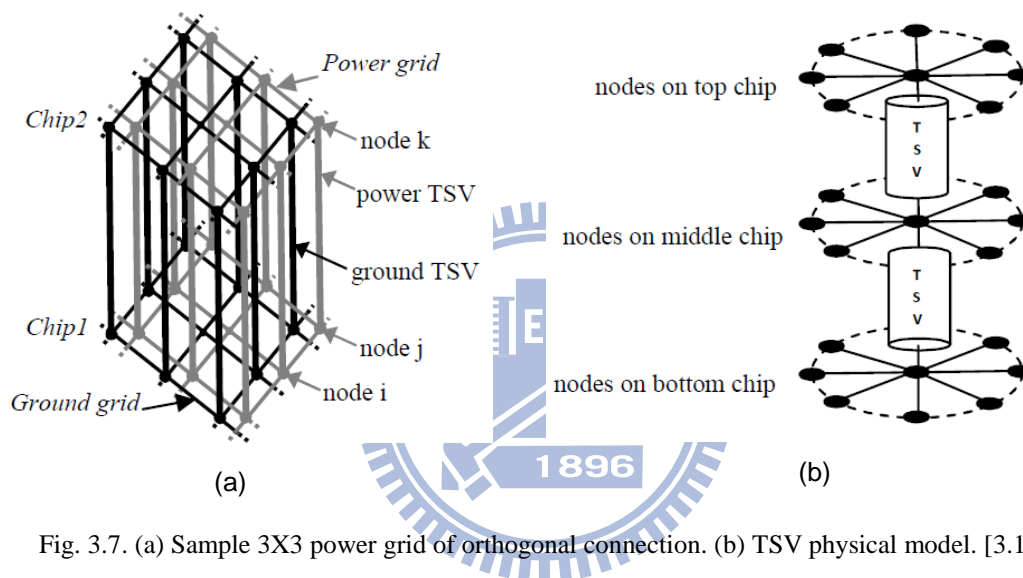 Power grid
Chip2
node k
power TSV
ground TSV
Chip1
node j
node i
Ground grid
(a)
nodes on top chip
T
S
V
nodes on middle chip
T
S
V
nodes on bottom chip
(b)
E
1896
Fig. 3.7. (a) Sample 3X3 power grid of orthogonal connection. (b) TSV physical model. [3.1